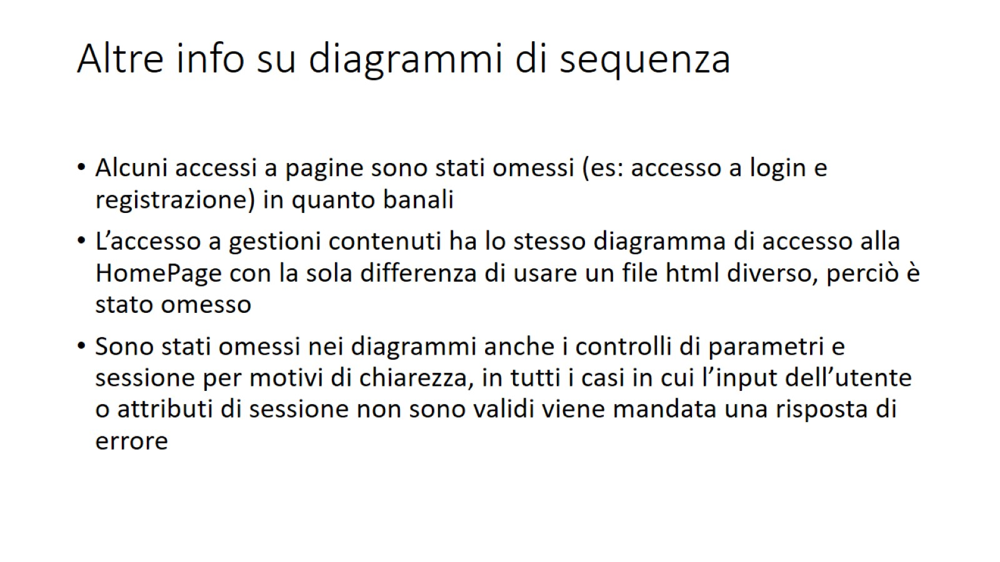 Altre info su diagrammi di sequenza
• Alcuni accessi a pagine sono stati omessi (es: accesso a login e
registrazione) in quanto banali
• L’accesso a gestioni contenuti ha lo stesso diagramma di accesso alla
HomePage con la sola differenza di usare un file html diverso, perciò è
stato omesso
• Sono stati omessi nei diagrammi anche i controlli di parametri e
sessione per motivi di chiarezza, in tutti i casi in cui l’input dell’utente
o attributi di sessione non sono validi viene mandata una risposta di
errore